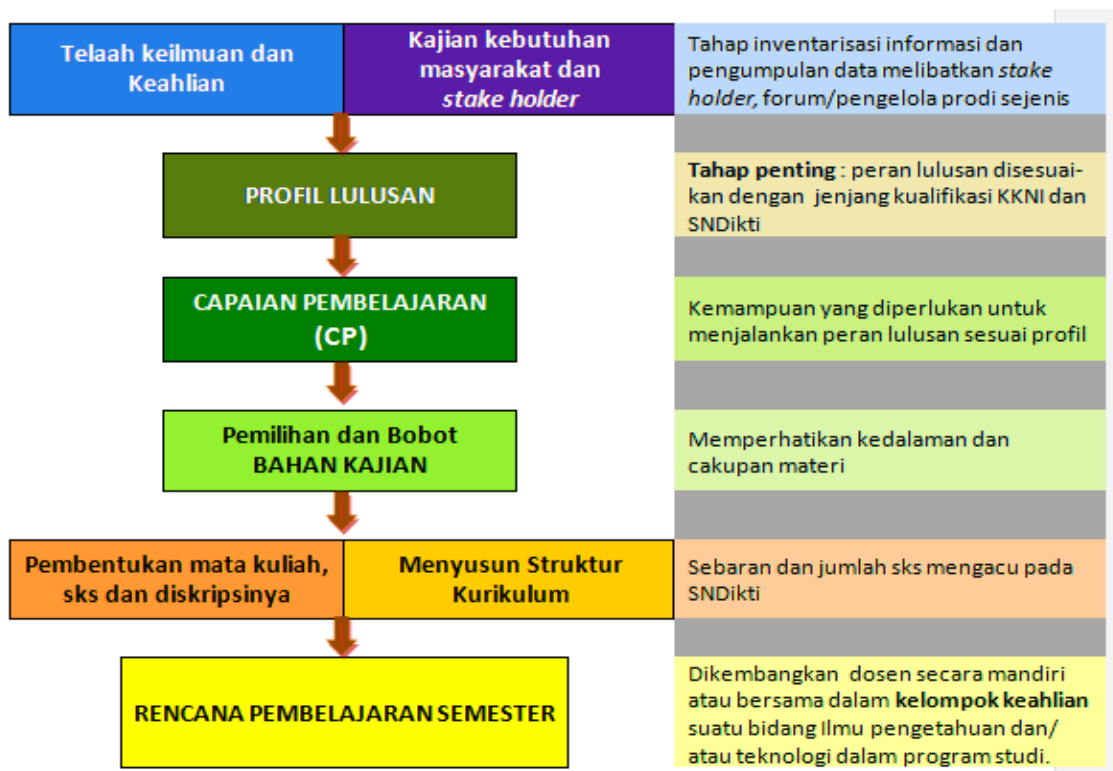 Telaah keilmuan dan
Keahlian
Kajian kebutuhan
masyarakat dan
stake holder
Tahap inventarisasi informasi dan
pengumpulan data melibatkan stake
holder, forum/pengelola prodi sejenis
PROFIL LULUSAN
Tahap penting : peran lulusan disesuai-
kan dengan jenjang kualifikasi KKNI dan
SNDikti
CAPAIAN PEMBELAJARAN
(CP)
Kemampuan yang diperlukan untuk
menjalankan peran lulusan sesuai profil
Pemilihan dan Bobot
BAHAN KAJIAN
Memperhatikan kedalaman dan
cakupan materi
Pembentukan mata kuliah,
sks dan diskripsinya
Menyusun Struktur
Kurikulum
Sebaran dan jumlah sks mengacu pada
SNDikti
RENCANA PEMBELAJARAN SEMESTER
Dikembangkan dosen secara mandiri
atau bersama dalam kelompok keahlian
suatu bidang Ilmu pengetahuan dan/
atau teknologi dalam program studi.